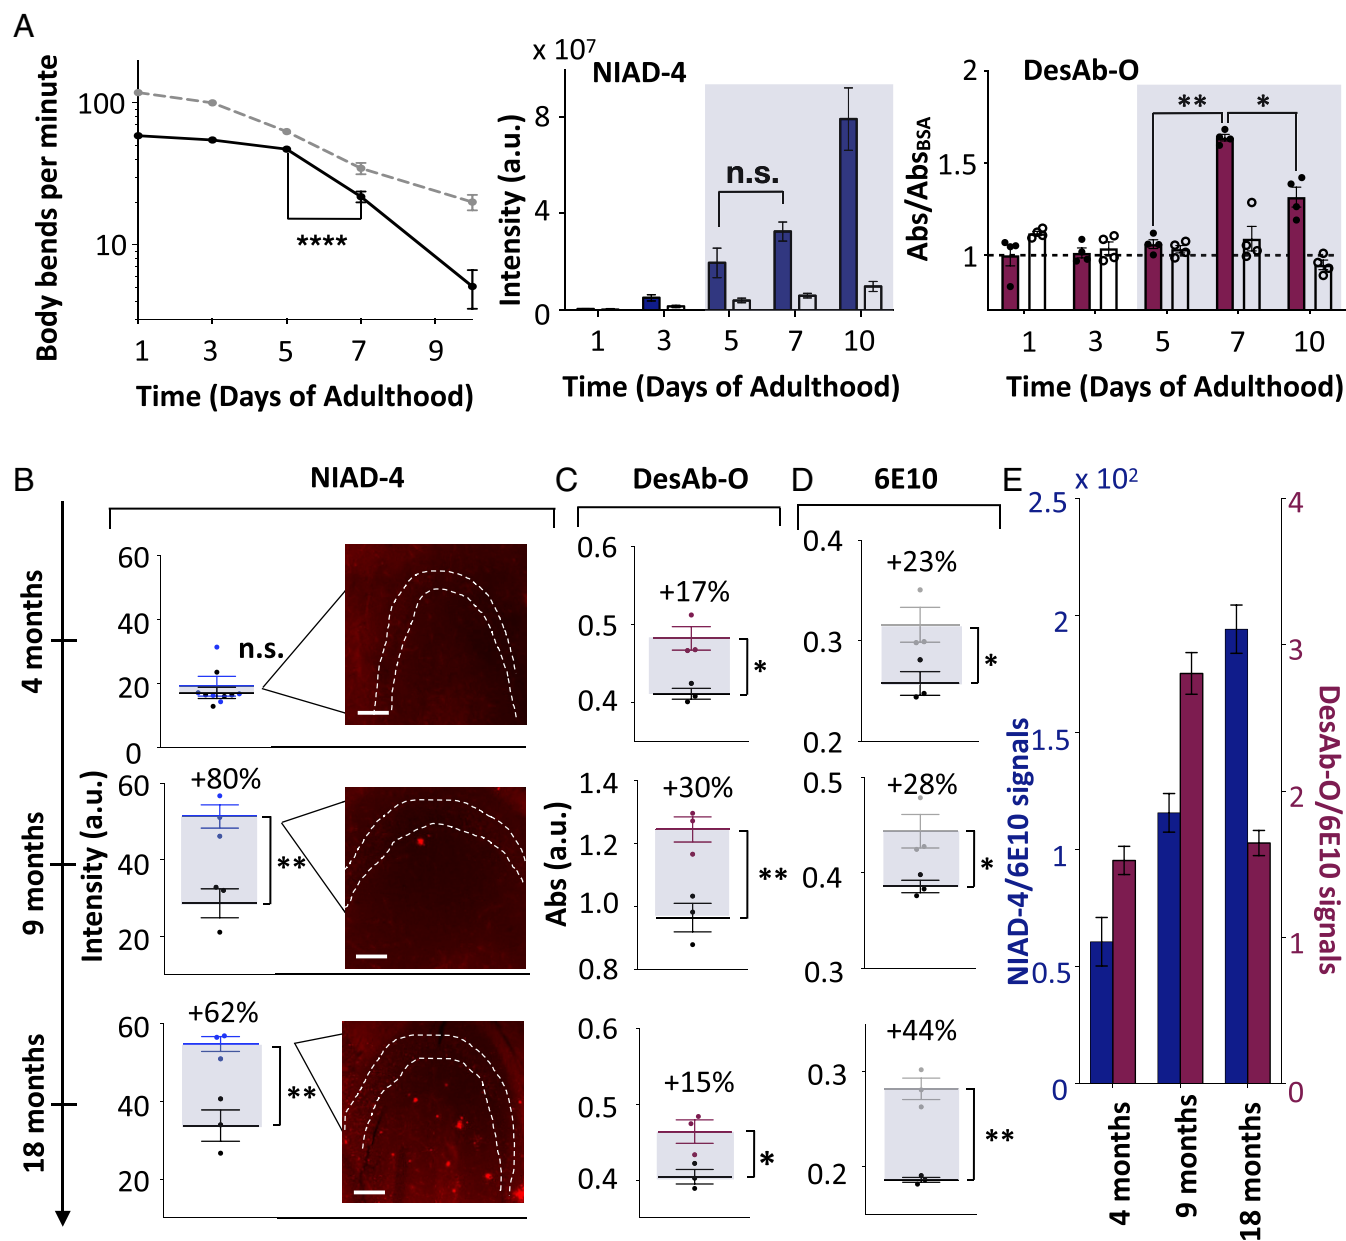 A
Body bends per minute
100
10
1 3 5 7 9
****
Time (Days of Adulthood)
x 10⁷
NIAD-4
Intensity (a.u.)
8
4
0
n.s.
1 3 5 7 10
Time (Days of Adulthood)
DesAb-O
Abs/AbsBSA
2
1.5
1
** *
1 3 5 7 10
Time (Days of Adulthood)
B NIAD-4
4 months
9 months
18 months
Intensity (a.u.)
60
40
20
0
n.s.
60
40
20
+80%
**
60
40
20
+62%
**
C DesAb-O
Abs (a.u.)
0.6
0.5
0.4
+17%
*
1.4
1.2
1.0
0.8
+30%
**
0.6
0.5
0.4
+15%
*
D 6E10
0.4
0.3
0.2
+23%
*
0.5
0.4
0.3
+28%
*
0.3
0.2
+44%
**
E x 10²
NIAD-4/6E10 signals
2.5
2
1.5
1
0.5
0
DesAb-O/6E10 signals
4
3
2
1
0
4 months
9 months
18 months